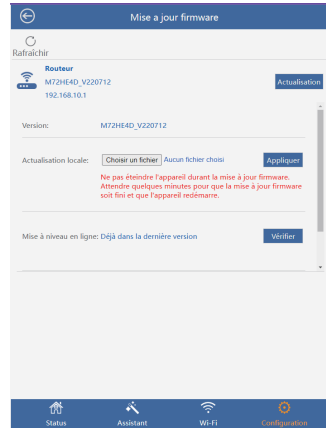 Mise a jour firmware
Rafraîchir
Routeur
M72HE4D_V220712
Actualisation
192.168.10.1
Version: M72HE4D_V220712
Actualisation locale: Choisir un fichier Aucun fichier choisi Appliquer
Ne pas éteindre l'appareil durant la mise à jour firmware.
Attendre quelques minutes pour que la mise à jour firmware
soit fini et que l'appareil redémarre.
Mise à niveau en ligne: Déjà dans la dernière version Vérifier
Status Assistant Wi-Fi Configuration